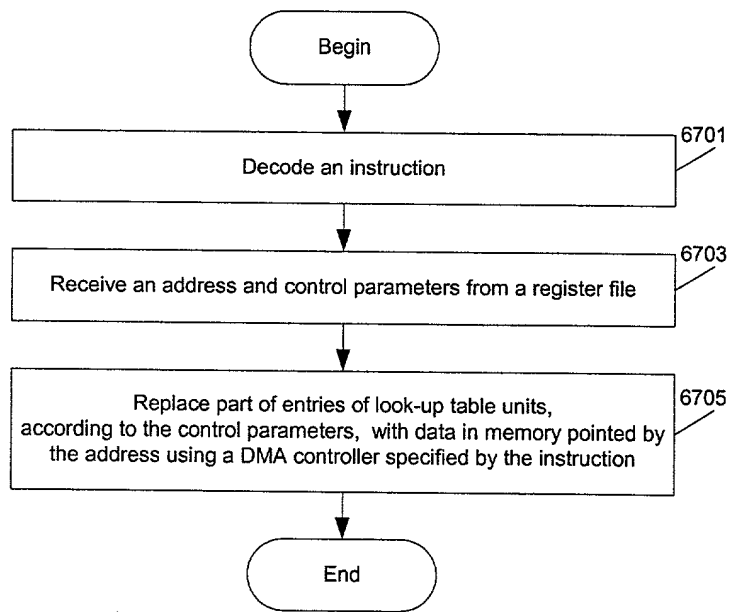 Begin
6701
Decode an instruction
6703
Receive an address and control parameters from a register file
6705
Replace part of entries of look-up table units,
according to the control parameters, with data in memory pointed by
the address using a DMA controller specified by the instruction
End